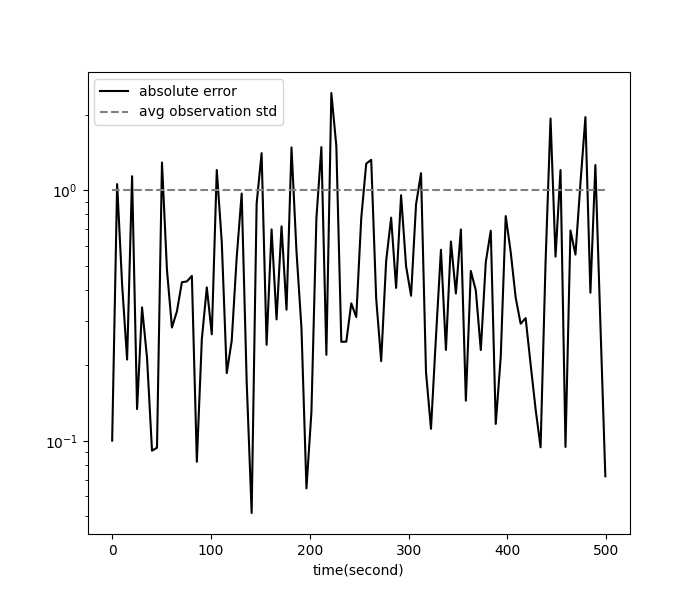 absolute error
avg observation std
10⁰
10⁻¹
0 100 200 300 400 500
time(second)